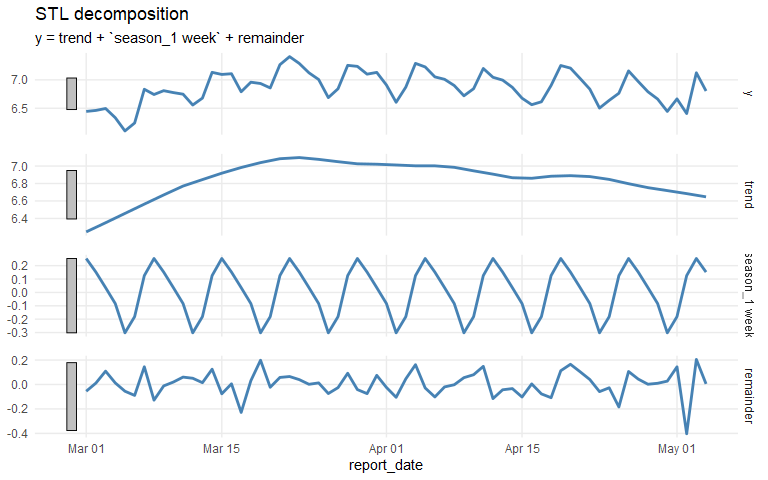 STL decomposition
y = trend + `season_1 week` + remainder
7.0
6.5
y
7.0
6.8
6.6
6.4
trend
0.2
0.1
0.0
-0.1
-0.2
-0.3
season_1 week
0.2
0.0
-0.2
-0.4
remainder
Mar 01
Mar 15
Apr 01
Apr 15
May 01
report_date